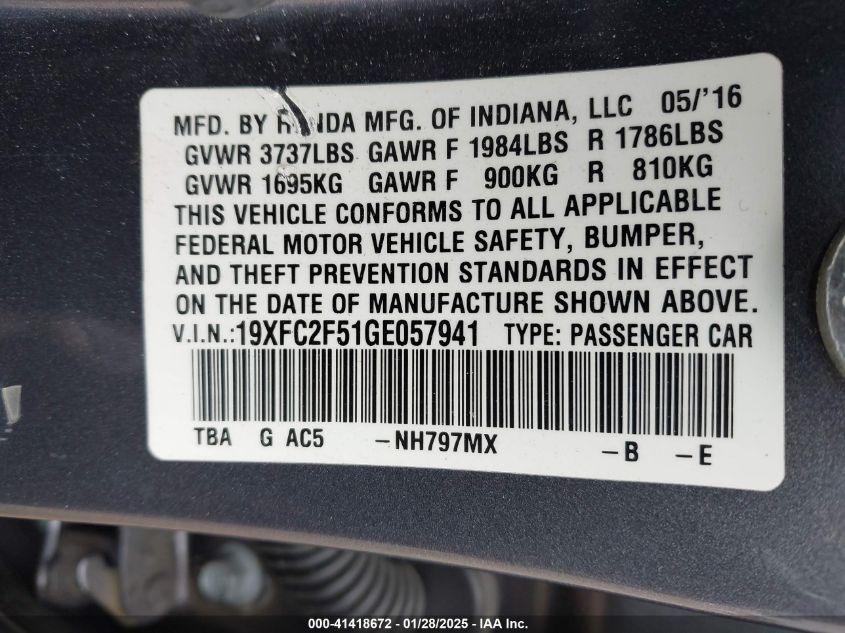 MFD. BY H NDA MFG. OF INDIANA, LLC 05/'16
GVWR 3737LBS GAWR F 1984LBS R 1786LBS
GVWR 1695KG GAWR F 900KG R 810KG
THIS VEHICLE CONFORMS TO ALL APPLICABLE
FEDERAL MOTOR VEHICLE SAFETY, BUMPER,
AND THEFT PREVENTION STANDARDS IN EFFECT
ON THE DATE OF MANUFACTURE SHOWN ABOVE.
V.I.N.:19XFC2F51GE057941 TYPE: PASSENGER CAR
TBA G AC5 -NH797MX -B -E
000-41418672 | 01/28/2025 - IAA Inc.